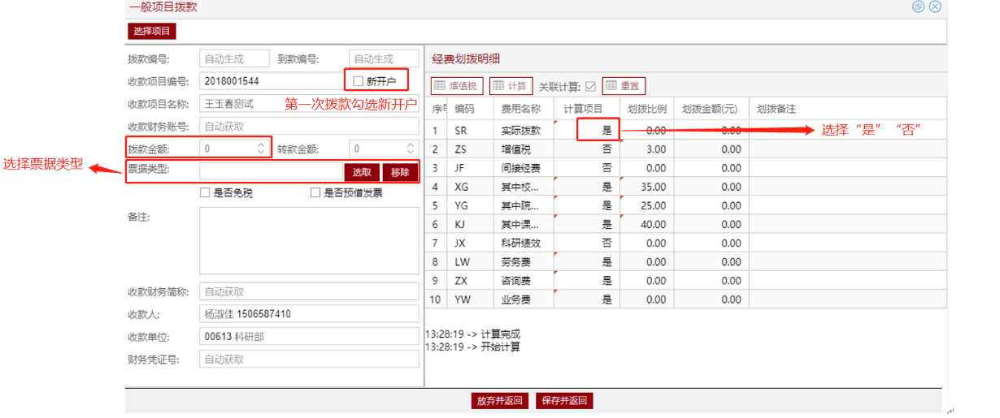 一般项目拨款
选择项目
拨款编号: 自动生成 到款编号: 自动生成
收款项目编号: 2018001544 新开户
收款项目名称: 王玉春测试 第一次拨款勾选新开户
收款财务账号: 自动获取
拨款金额: 0 转款金额: 0
选择票据类型
票据类型: 选取 移除
是否免税 是否预借发票
备注:
收款财务简称: 自动获取
收款人: 杨淑佳 1506587410
收款单位: 00613 科研部
财务凭证号: 自动获取
经费划拨明细
增值税 计算 关联计算: 重置
序号 编码 费用名称 计算项目 划拨比例 划拨金额(元) 划拨备注
1 SR 实际拨款 是 0.00 0.00 选择“是”“否”
2 ZS 增值税 否 3.00 0.00
3 JF 间接经费 否 0.00 0.00
4 XG 其中校... 是 35.00 0.00
5 YG 其中院... 是 25.00 0.00
6 KJ 其中课... 是 40.00 0.00
7 JX 科研绩效 否 0.00 0.00
8 LW 劳务费 是 0.00 0.00
9 ZX 咨询费 是 0.00 0.00
10 YW 业务费 是 0.00 0.00
13:28:19 -> 计算完成
13:28:19 -> 开始计算
放弃并返回 保存并返回